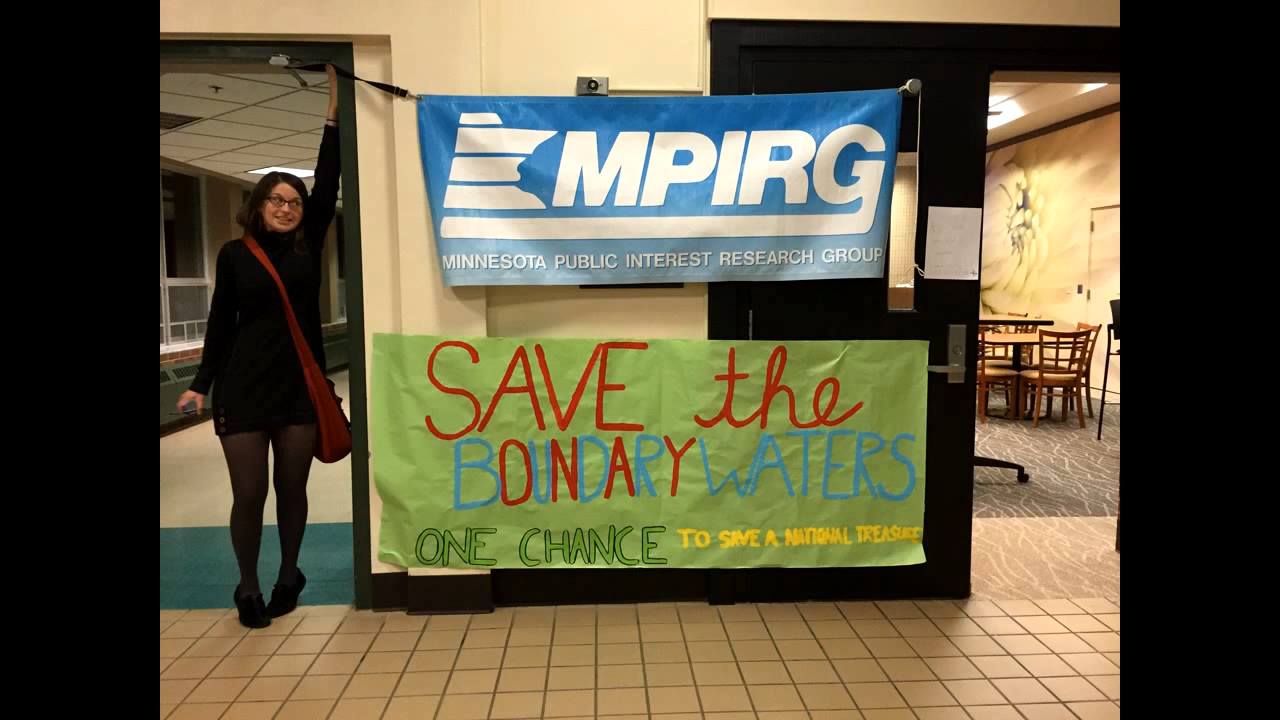 MPIRG
MINNESOTA PUBLIC INTEREST RESEARCH GROUP
SAVE the
BOUNDARY WATERS
ONE CHANCE TO SAVE A NATIONAL TREASURE